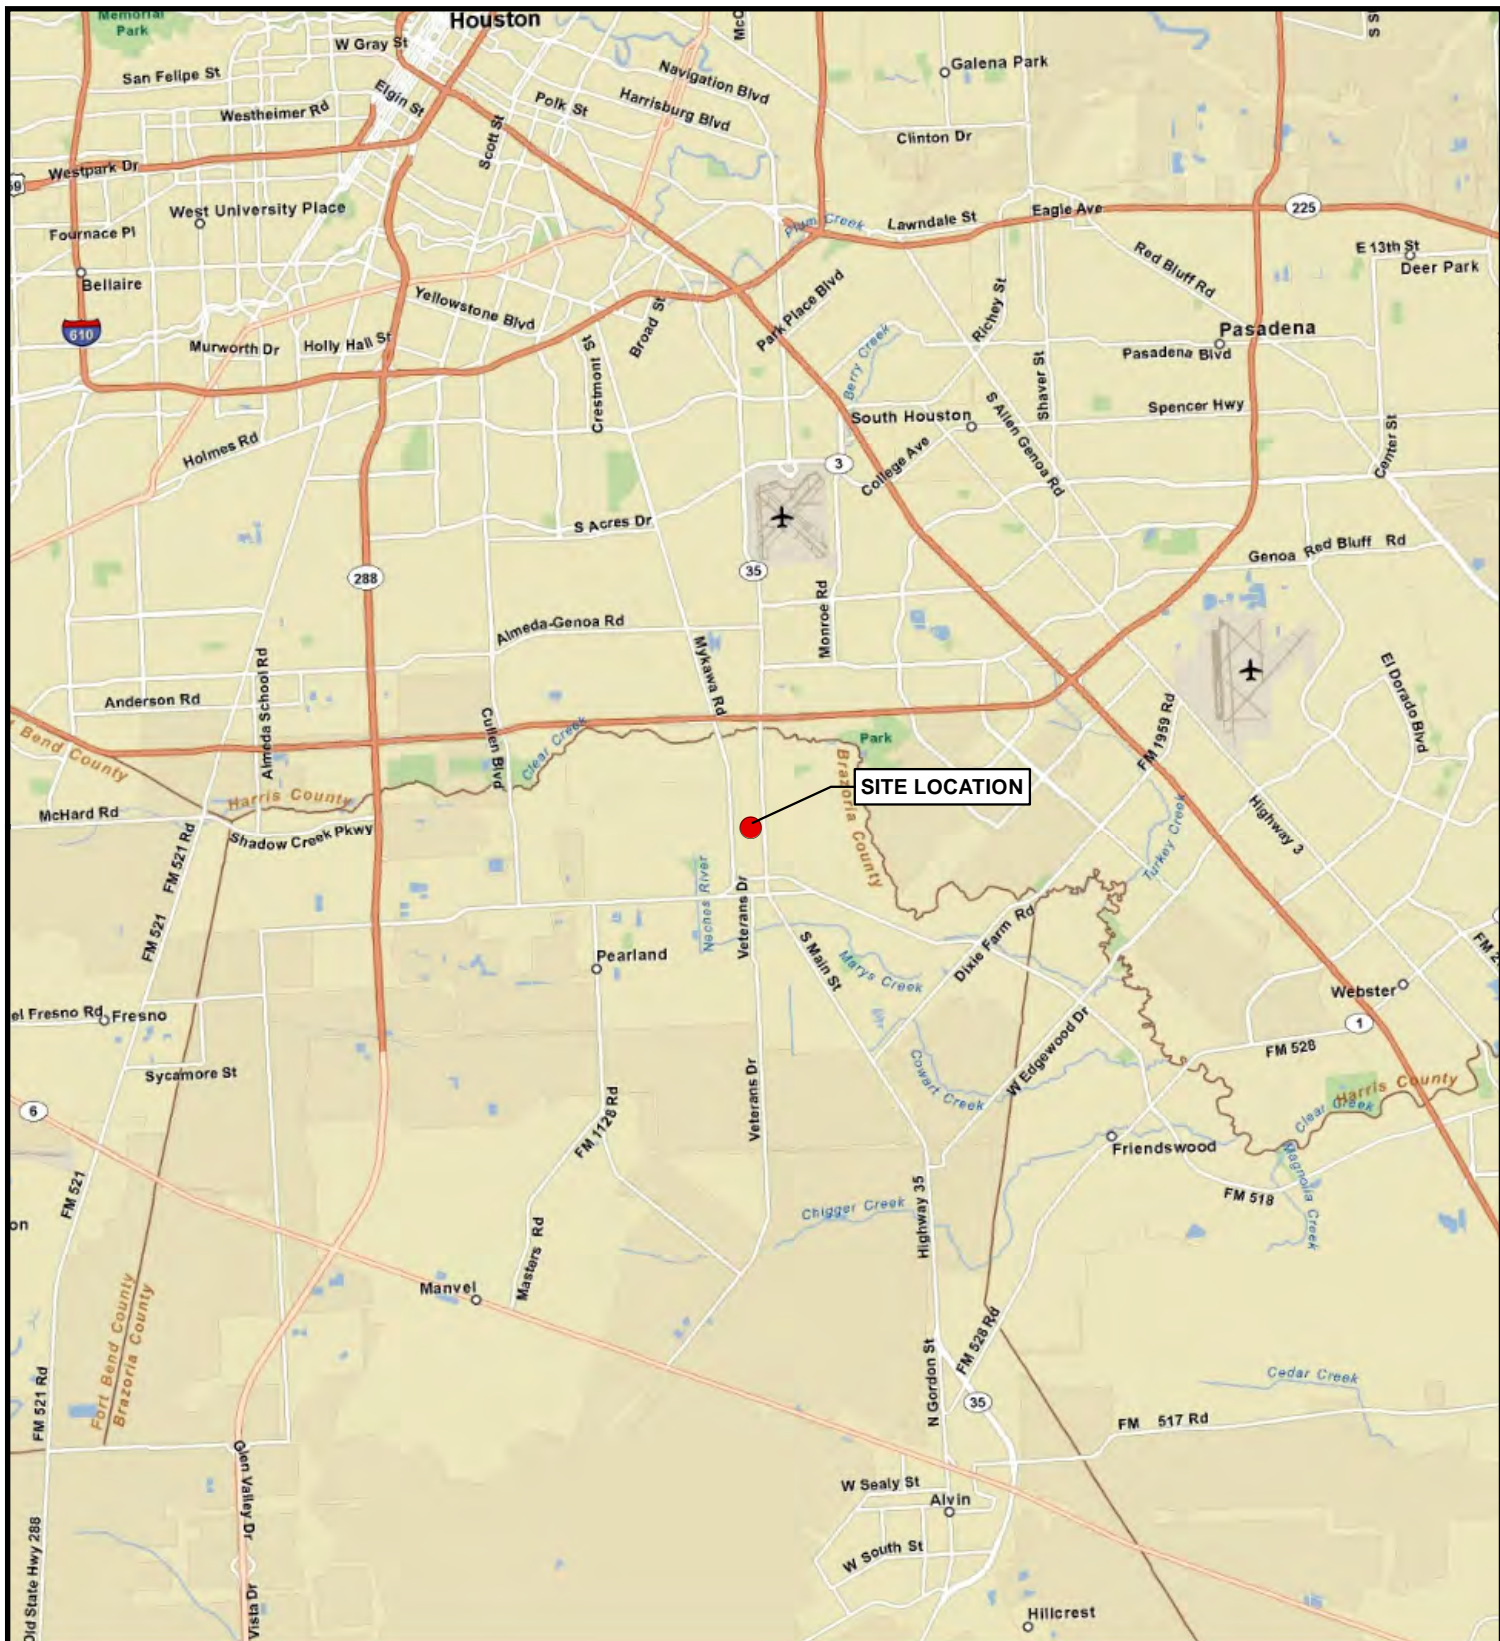 Memorial
Park
Houston
W Gray St
McC
S S
San Felipe St
Navigation Blvd
Galena Park
Elgin St
Polk St
Harrisburg Blvd
Westheimer Rd
Scott St
Clinton Dr
Westpark Dr
West University Place
Fournace Pl
Plum Creek
Lawndale St
Eagle Ave
225
Red Bluff Rd
E 13th St
Deer Park
Bellaire
Yellowstone Blvd
Broad St
Park Place Blvd
Richey St
610
Murworth Dr
Holly Hall St
Crestmont St
Berry Creek
Pasadena
Pasadena Blvd
Shaver St
South Houston
S Allen Genoa Rd
Spencer Hwy
Center St
Holmes Rd
3
College Ave
S Acres Dr
Genoa Red Bluff Rd
288
35
Monroe Rd
Almeda-Genoa Rd
Mykawa Rd
Almeda School Rd
Anderson Rd
El Dorado Blvd
FM 1959 Rd
Cullen Blvd
Clear Creek
Park
Bend County
Brazoria County
SITE LOCATION
Harris County
McHard Rd
Shadow Creek Pkwy
Highway 3
Turkey Creek
FM 521 Rd
Neches River
Veterans Dr
FM 521
Pearland
S Main St
Marys Creek
Dixie Farm Rd
FM 2
Webster
el Fresno Rd
Fresno
1
FM 528
W Edgewood Dr
Sycamore St
Cowart Creek
Harris County
Clear Creek
6
Veterans Dr
FM 1128 Rd
Friendswood
Magnolia Creek
FM 521
FM 518
on
Chigger Creek
Highway 35
Masters Rd
Manvel
Fort Bend County
Brazoria County
FM 528 Rd
N Gordon St
FM 521 Rd
Cedar Creek
35
FM 517 Rd
Glen Valley Dr
W Sealy St
Alvin
Old State Hwy 288
W South St
Vista Dr
Hillcrest